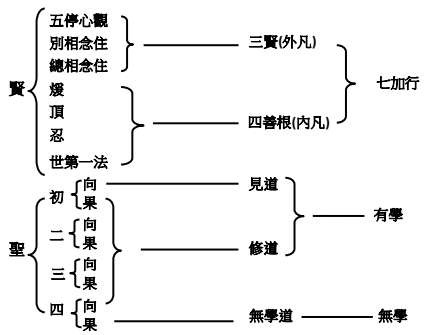 五停心觀
別相念住 三賢(外凡)
總相念住 七加行
賢 煖
頂 四善根(內凡)
忍
世第一法
初 向 見道
果
二 向 有學
果
聖 修道
三 向
果
四 向
果 無學道 無學